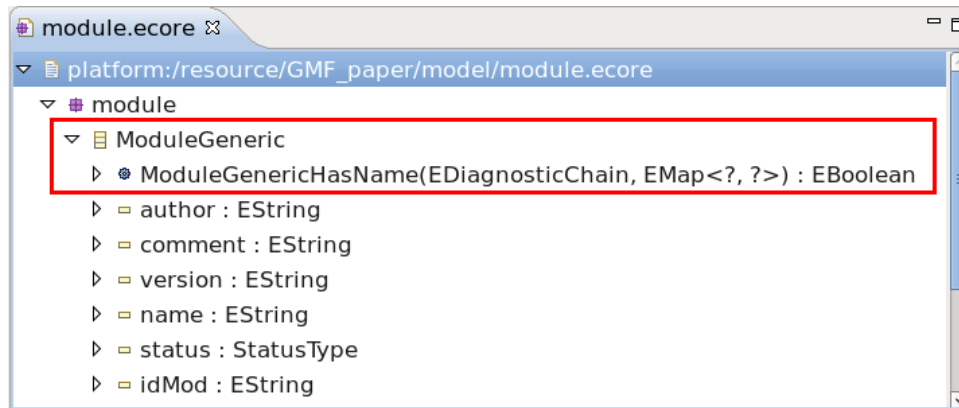 module.ecore
platform:/resource/GMF_paper/model/module.ecore
module
ModuleGeneric
ModuleGenericHasName(EDiagnosticChain, EMap<?, ?>) : EBoolean
author : EString
comment : EString
version : EString
name : EString
status : StatusType
idMod : EString